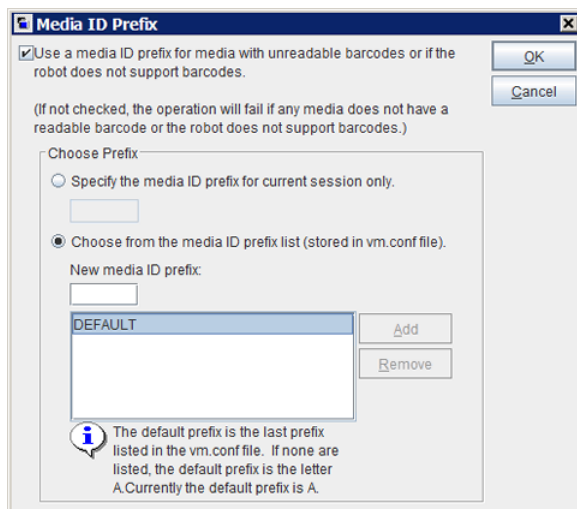 Media ID Prefix
Use a media ID prefix for media with unreadable barcodes or if the
robot does not support barcodes.
OK
Cancel
(If not checked, the operation will fail if any media does not have a
readable barcode or the robot does not support barcodes.)
Choose Prefix
Specify the media ID prefix for current session only.
Choose from the media ID prefix list (stored in vm.conf file).
New media ID prefix:
DEFAULT
Add
Remove
The default prefix is the last prefix
listed in the vm.conf file. If none are
listed, the default prefix is the letter
A.Currently the default prefix is A.